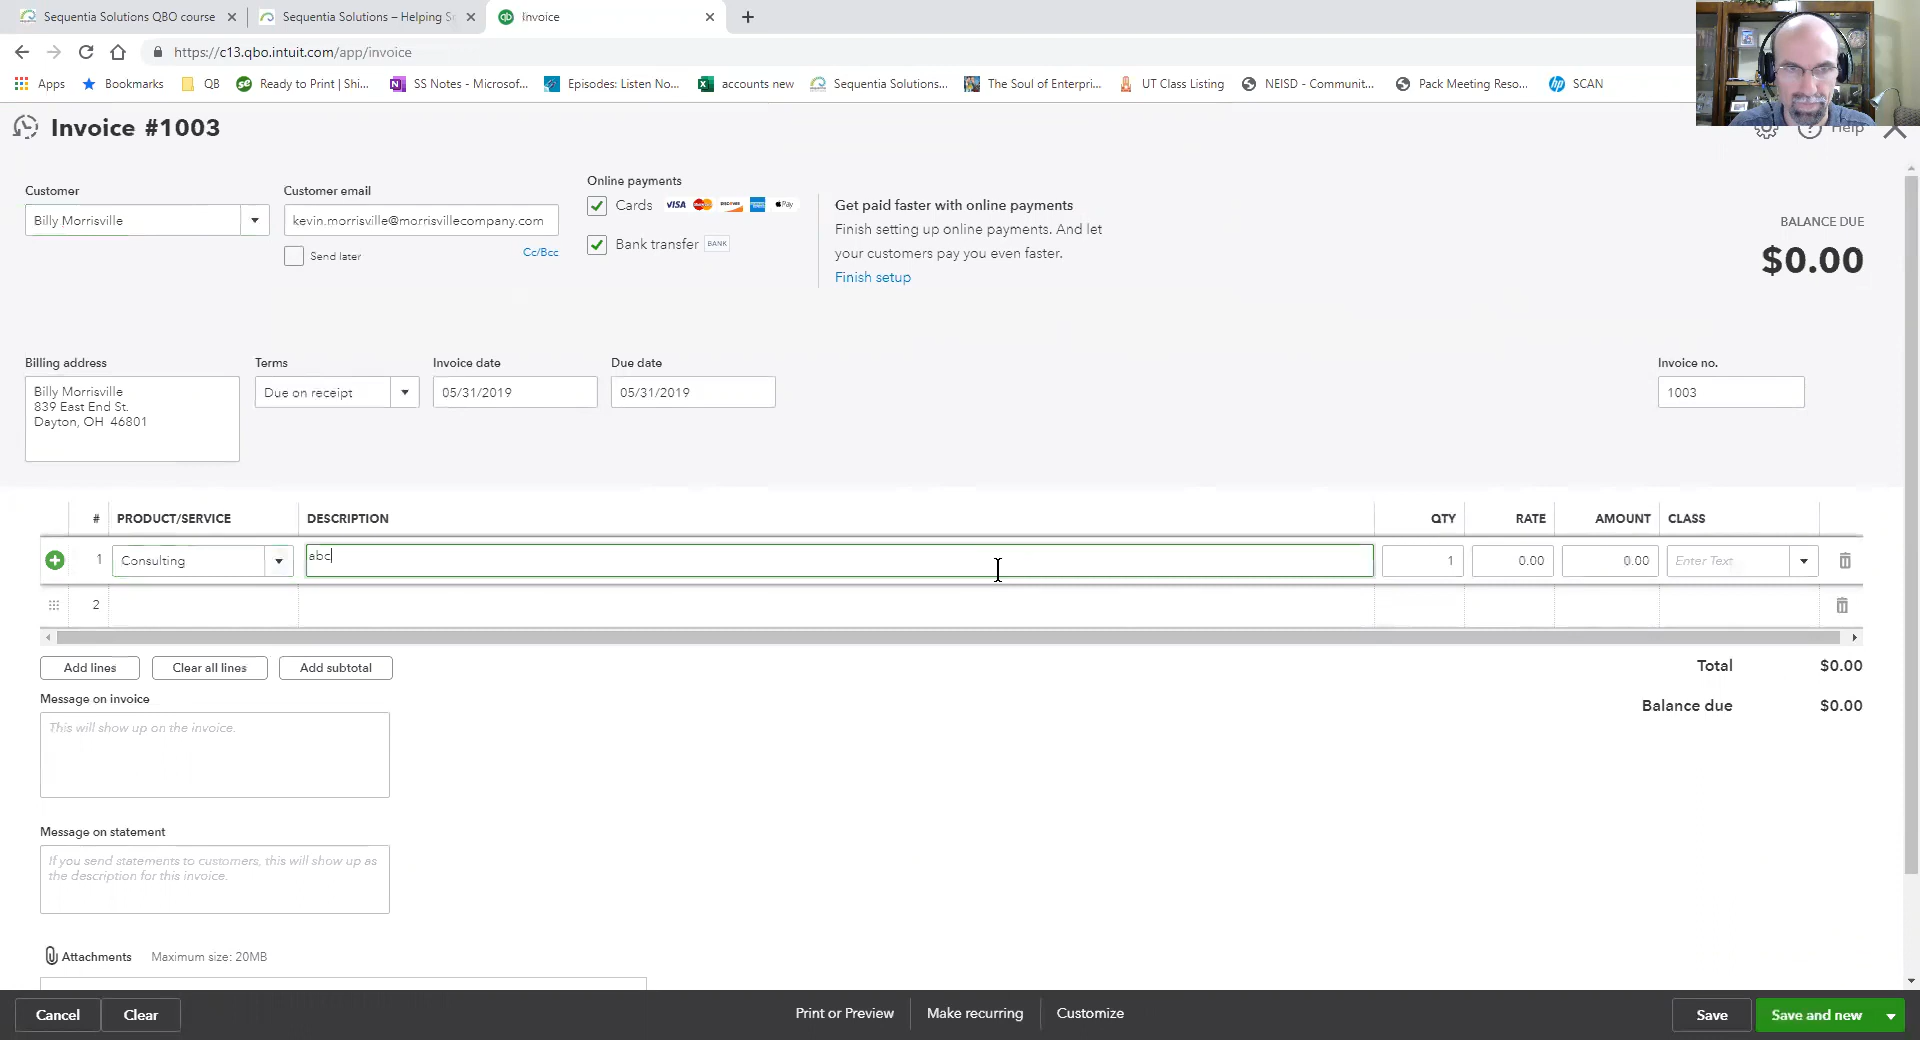 Sequentia Solutions QBO course
Sequentia Solutions – Helping S
Invoice
https://c13.qbo.intuit.com/app/invoice
Apps
Bookmarks
QB
Ready to Print | Shi...
SS Notes - Microsof...
Episodes: Listen No...
accounts new
Sequentia Solutions...
The Soul of Enterpri...
UT Class Listing
NEISD - Communit...
Pack Meeting Reso...
SCAN
Invoice #1003
Help
Customer
Customer email
Online payments
Billy Morrisville
kevin.morrisville@morrisvillecompany.com
Cards VISA
Send later
Cc/Bcc
Bank transfer BANK
Get paid faster with online payments
Finish setting up online payments. And let
your customers pay you even faster.
Finish setup
BALANCE DUE
$0.00
Billing address
Terms
Invoice date
Due date
Invoice no.
Billy Morrisville
839 East End St.
Dayton, OH 46801
Due on receipt
05/31/2019
05/31/2019
1003
# PRODUCT/SERVICE DESCRIPTION QTY RATE AMOUNT CLASS
1 Consulting abc 1 0.00 0.00 Enter Text
2
Add lines
Clear all lines
Add subtotal
Total $0.00
Message on invoice
Balance due $0.00
This will show up on the invoice.
Message on statement
If you send statements to customers, this will show up as
the description for this invoice.
Attachments Maximum size: 20MB
Cancel
Clear
Print or Preview
Make recurring
Customize
Save
Save and new